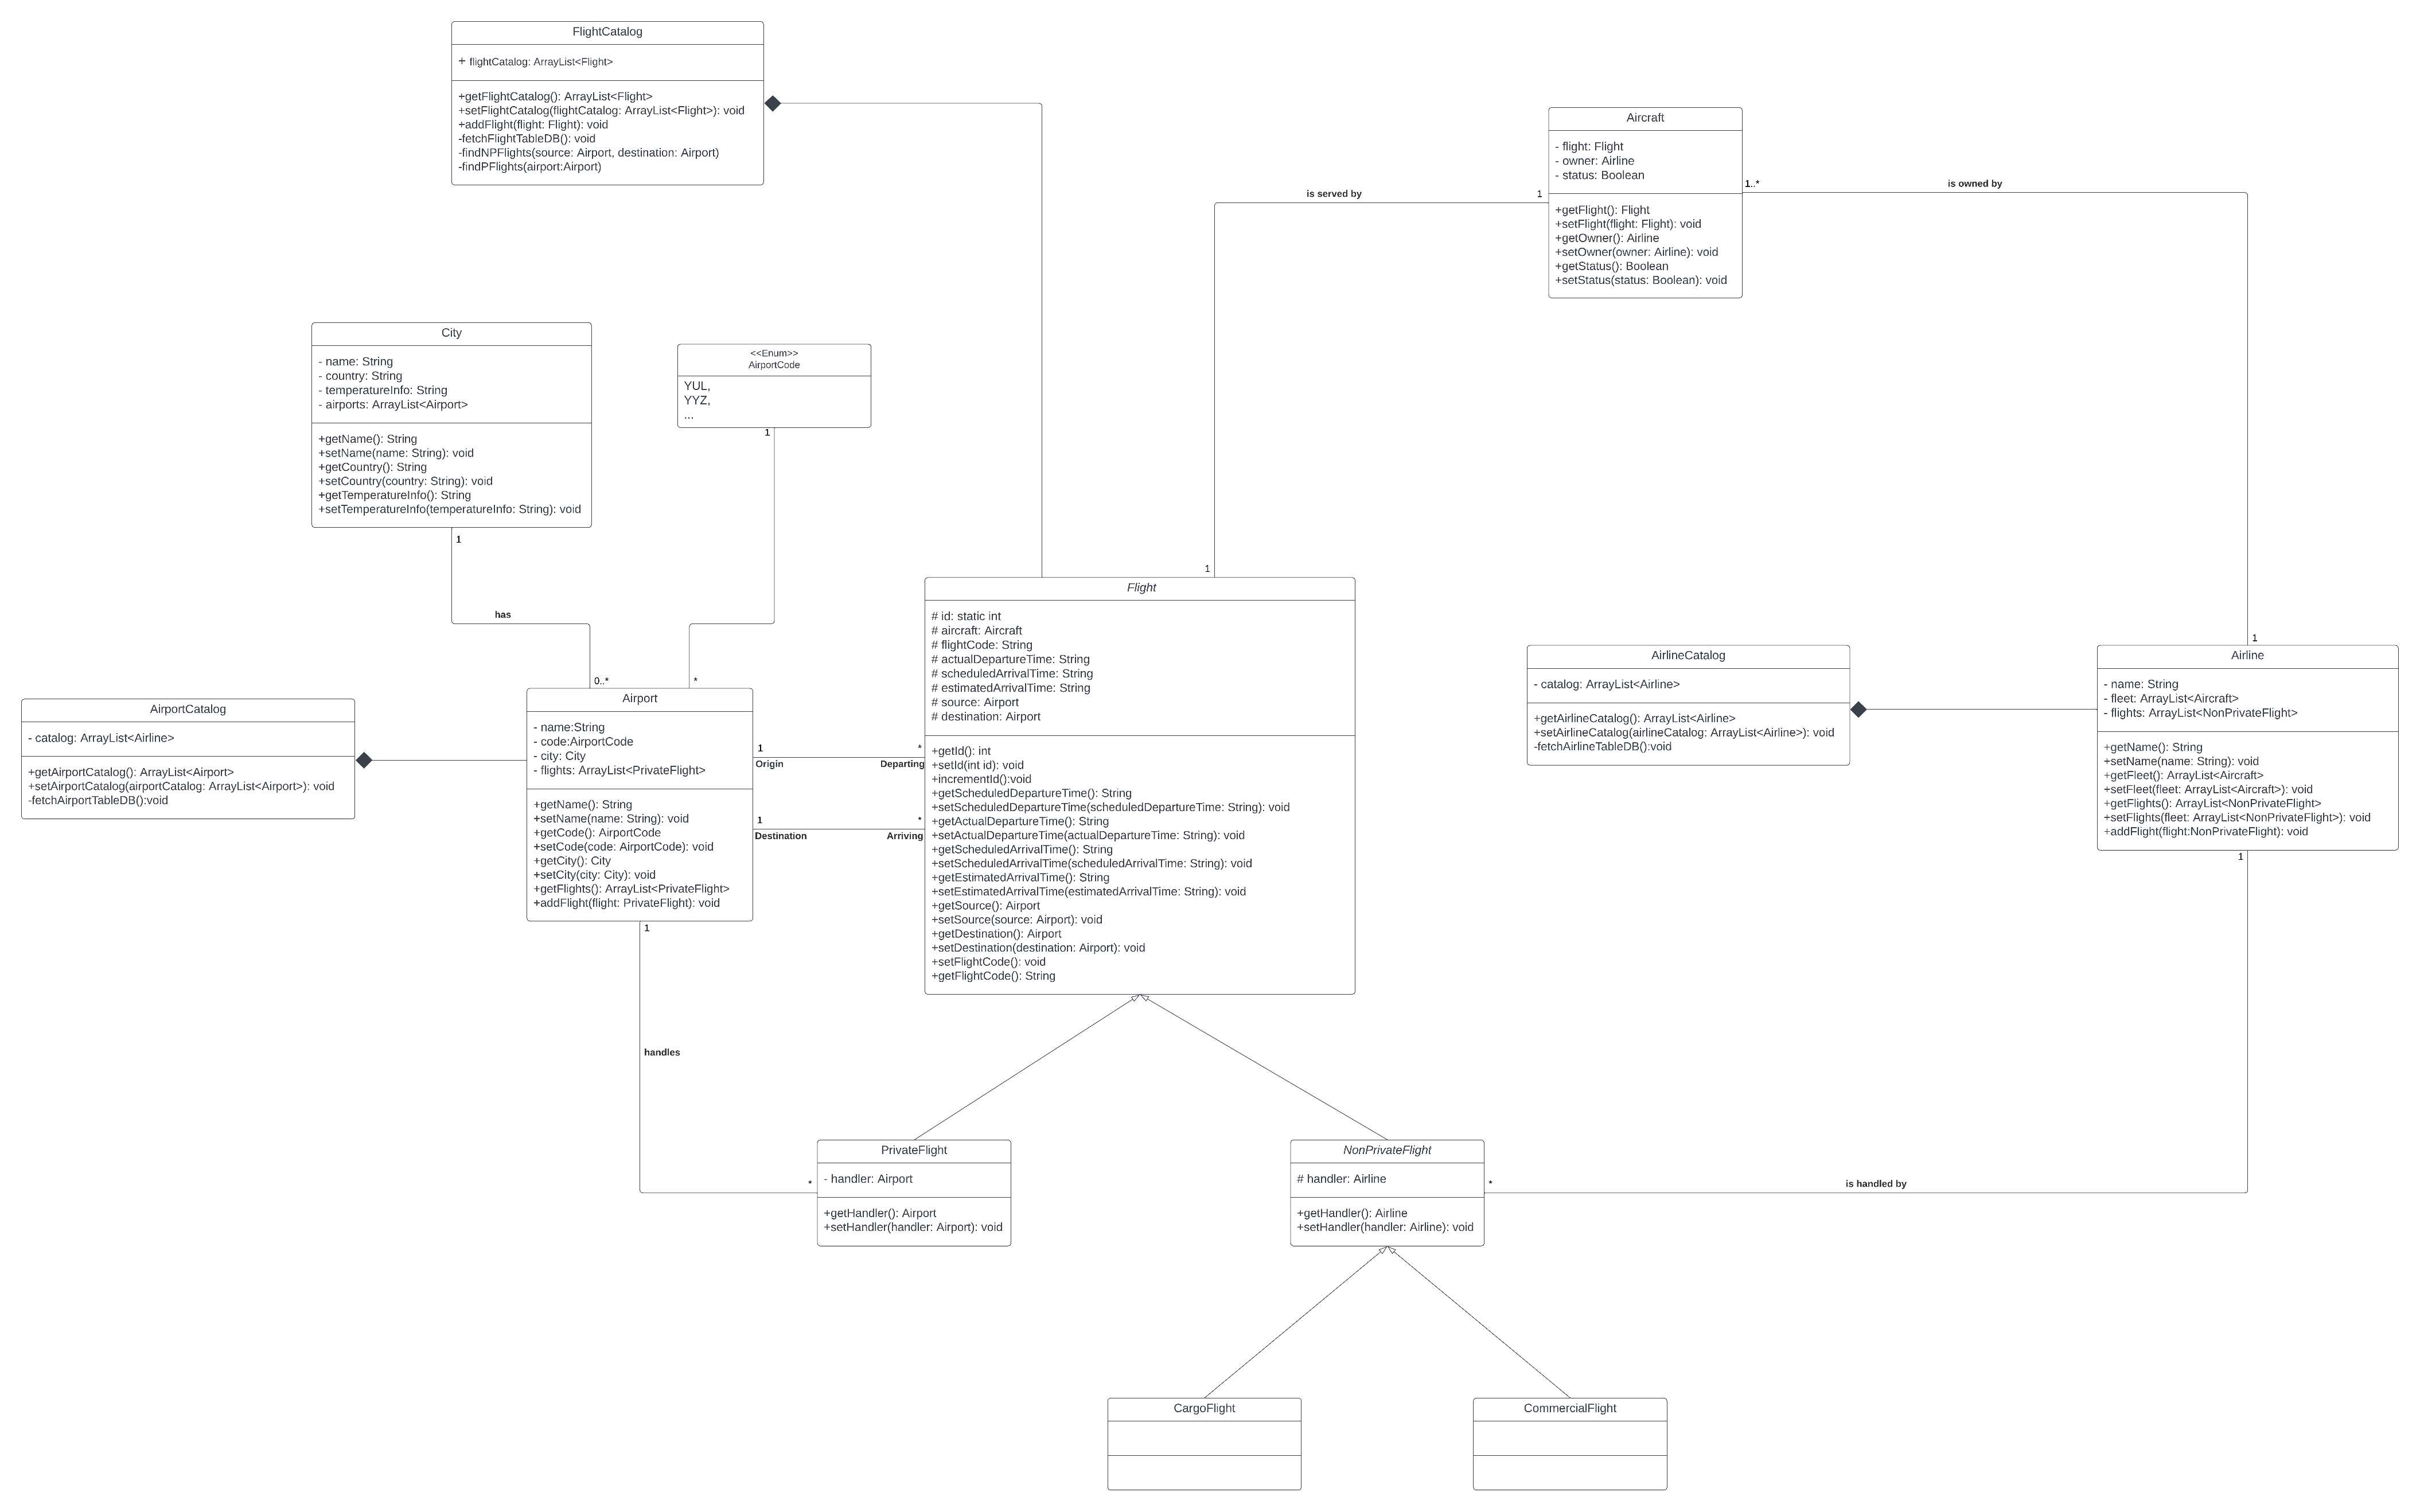 FlightCatalog
+ flightCatalog: ArrayList<Flight>
+getFlightCatalog(): ArrayList<Flight>
+setFlightCatalog(flightCatalog: ArrayList<Flight>): void
+addFlight(flight: Flight): void
-fetchFlightTableDB(): void
-findNPFlights(source: Airport, destination: Airport)
-findPFlights(airport:Airport)
Aircraft
- flight: Flight
- owner: Airline
- status: Boolean
+getFlight(): Flight
+setFlight(flight: Flight): void
+getOwner(): Airline
+setOwner(owner: Airline): void
+getStatus(): Boolean
+setStatus(status: Boolean): void
is served by
1
1
1..*
is owned by
1
City
- name: String
- country: String
- temperatureInfo: String
- airports: ArrayList<Airport>
+getName(): String
+setName(name: String): void
+getCountry(): String
+setCountry(country: String): void
+getTemperatureInfo(): String
+setTemperatureInfo(temperatureInfo: String): void
1
has
0..*
<<Enum>>
AirportCode
YUL,
YYZ,
...
1
*
AirportCatalog
- catalog: ArrayList<Airline>
+getAirportCatalog(): ArrayList<Airport>
+setAirportCatalog(airportCatalog: ArrayList<Airport>): void
-fetchAirportTableDB():void
Airport
- name:String
- code:AirportCode
- city: City
- flights: ArrayList<PrivateFlight>
+getName(): String
+setName(name: String): void
+getCode(): AirportCode
+setCode(code: AirportCode): void
+getCity(): City
+setCity(city: City): void
+getFlights(): ArrayList<PrivateFlight>
+addFlight(flight: PrivateFlight): void
1
*
Origin
Departing
1
*
Destination
Arriving
Flight
# id: static int
# aircraft: Aircraft
# flightCode: String
# actualDepartureTime: String
# scheduledArrivalTime: String
# estimatedArrivalTime: String
# source: Airport
# destination: Airport
+getId(): int
+setId(int id): void
+incrementId():void
+getScheduledDepartureTime(): String
+setScheduledDepartureTime(scheduledDepartureTime: String): void
+getActualDepartureTime(): String
+setActualDepartureTime(actualDepartureTime: String): void
+getScheduledArrivalTime(): String
+setScheduledArrivalTime(scheduledArrivalTime: String): void
+getEstimatedArrivalTime(): String
+setEstimatedArrivalTime(estimatedArrivalTime: String): void
+getSource(): Airport
+setSource(source: Airport): void
+getDestination(): Airport
+setDestination(destination: Airport): void
+setFlightCode(): void
+getFlightCode(): String
AirlineCatalog
- catalog: ArrayList<Airline>
+getAirlineCatalog(): ArrayList<Airline>
+setAirlineCatalog(airlineCatalog: ArrayList<Airline>): void
-fetchAirlineTableDB():void
Airline
- name: String
- fleet: ArrayList<Aircraft>
- flights: ArrayList<NonPrivateFlight>
+getName(): String
+setName(name: String): void
+getFleet(): ArrayList<Aircraft>
+setFleet(fleet: ArrayList<Aircraft>): void
+getFlights(): ArrayList<NonPrivateFlight>
+setFlights(fleet: ArrayList<NonPrivateFlight>): void
+addFlight(flight:NonPrivateFlight): void
1
1
handles
*
PrivateFlight
- handler: Airport
+getHandler(): Airport
+setHandler(handler: Airport): void
NonPrivateFlight
# handler: Airline
+getHandler(): Airline
+setHandler(handler: Airline): void
*
is handled by
CargoFlight
CommercialFlight